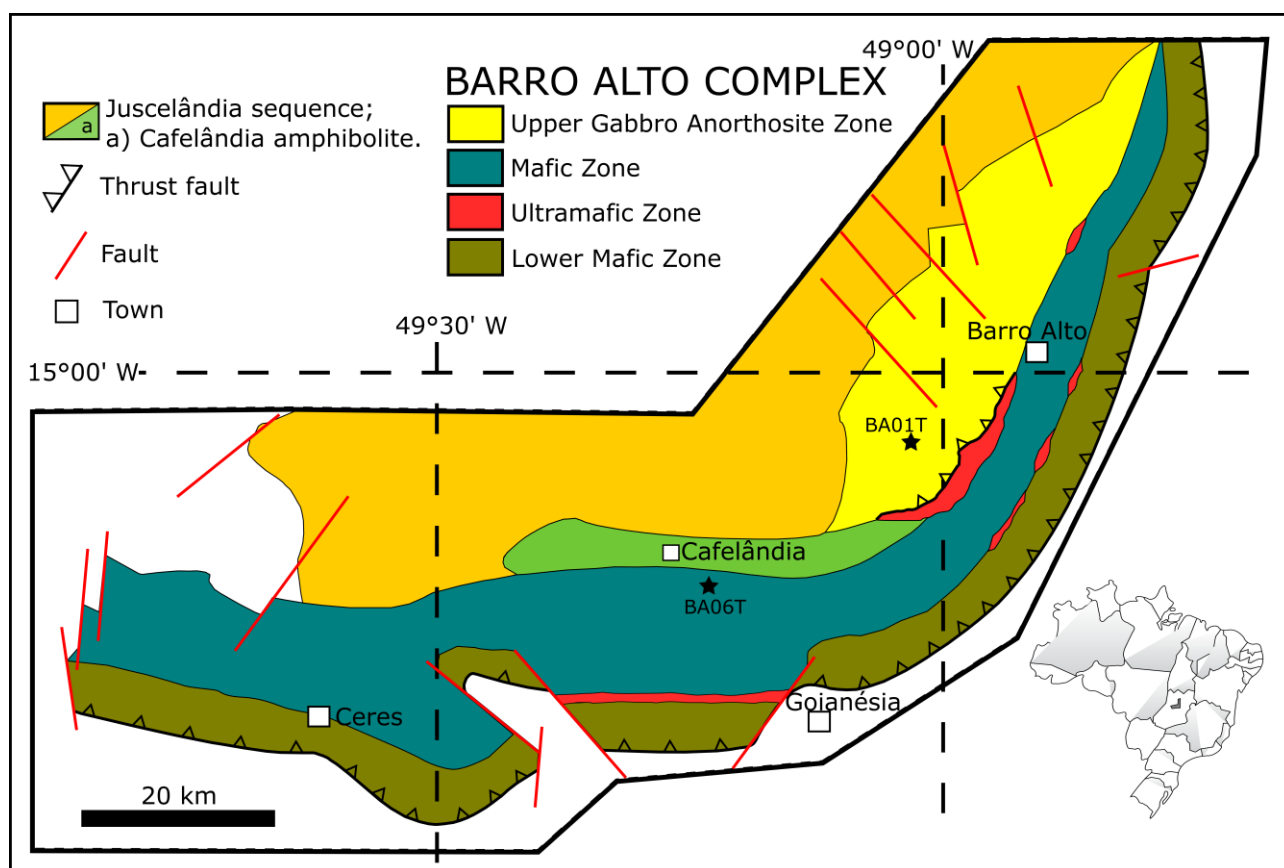 49°00' W
BARRO ALTO COMPLEX
Juscelândia sequence;
a
a) Cafelândia amphibolite.
Thrust fault
Fault
Town
Upper Gabbro Anorthosite Zone
Mafic Zone
Ultramafic Zone
Lower Mafic Zone
49°30' W
15°00' W
Barro Alto
BA01T
Cafelândia
BA06T
Ceres
Goianésia
20 km